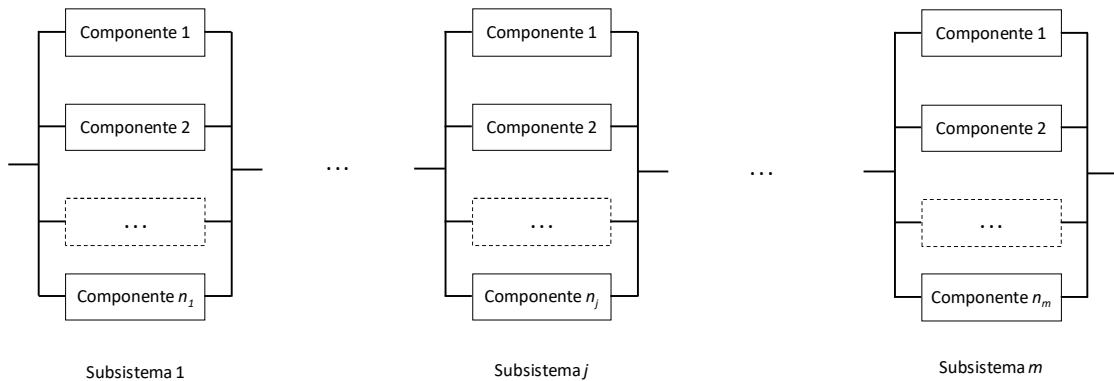 Componente 1
Componente 2
...
Componente n₁
Subsistema 1
...
Componente 1
Componente 2
...
Componente nⱼ
Subsistema j
...
Componente 1
Componente 2
...
Componente nₘ
Subsistema m